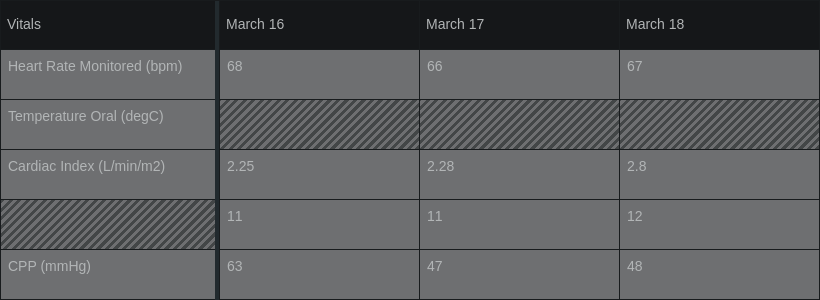 Vitals March 16 March 17 March 18
Heart Rate Monitored (bpm) 68 66 67
Temperature Oral (degC)
Cardiac Index (L/min/m2) 2.25 2.28 2.8
11 11 12
CPP (mmHg) 63 47 48